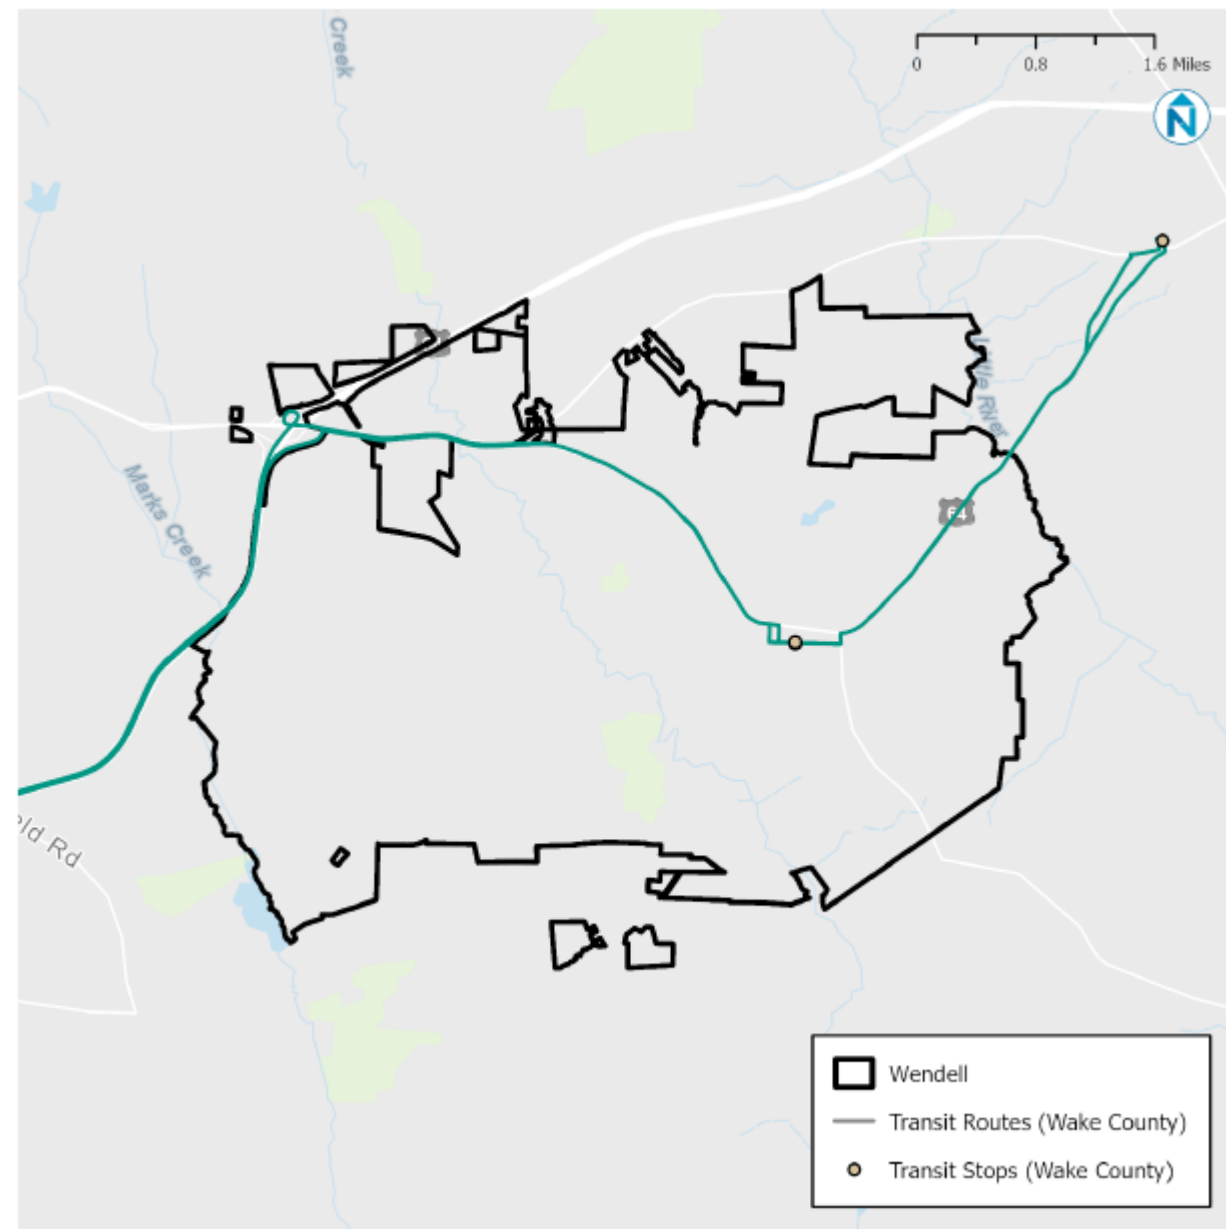 Creek
0 0.8 1.6 Miles
N
Little River
Marks Creek
64
eld Rd
Wendell
Transit Routes (Wake County)
Transit Stops (Wake County)